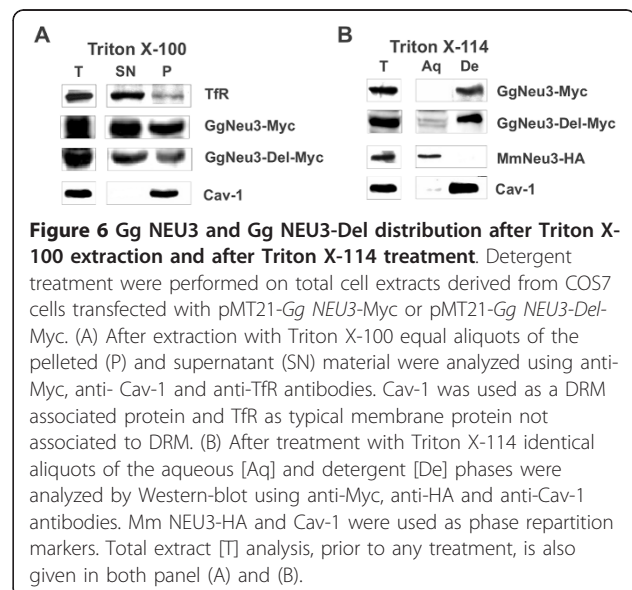 A
B
Triton X-100
Triton X-114
T SN P
T Aq De
TfR
GgNeu3-Myc
GgNeu3-Myc
GgNeu3-Del-Myc
GgNeu3-Del-Myc
MmNeu3-HA
Cav-1
Cav-1
Figure 6 Gg NEU3 and Gg NEU3-Del distribution after Triton X-
100 extraction and after Triton X-114 treatment. Detergent
treatment were performed on total cell extracts derived from COS7
cells transfected with pMT21-Gg NEU3-Myc or pMT21-Gg NEU3-Del-
Myc. (A) After extraction with Triton X-100 equal aliquots of the
pelleted (P) and supernatant (SN) material were analyzed using anti-
Myc, anti- Cav-1 and anti-TfR antibodies. Cav-1 was used as a DRM
associated protein and TfR as typical membrane protein not
associated to DRM. (B) After treatment with Triton X-114 identical
aliquots of the aqueous [Aq] and detergent [De] phases were
analyzed by Western-blot using anti-Myc, anti-HA and anti-Cav-1
antibodies. Mm NEU3-HA and Cav-1 were used as phase repartition
markers. Total extract [T] analysis, prior to any treatment, is also
given in both panel (A) and (B).